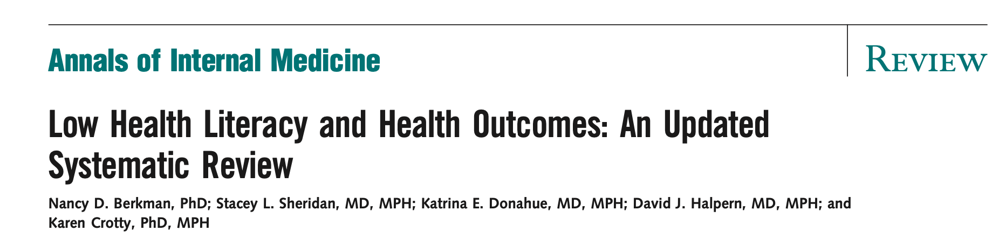 Annals of Internal Medicine
REVIEW
Low Health Literacy and Health Outcomes: An Updated
Systematic Review
Nancy D. Berkman, PhD; Stacey L. Sheridan, MD, MPH; Katrina E. Donahue, MD, MPH; David J. Halpern, MD, MPH; and
Karen Crotty, PhD, MPH